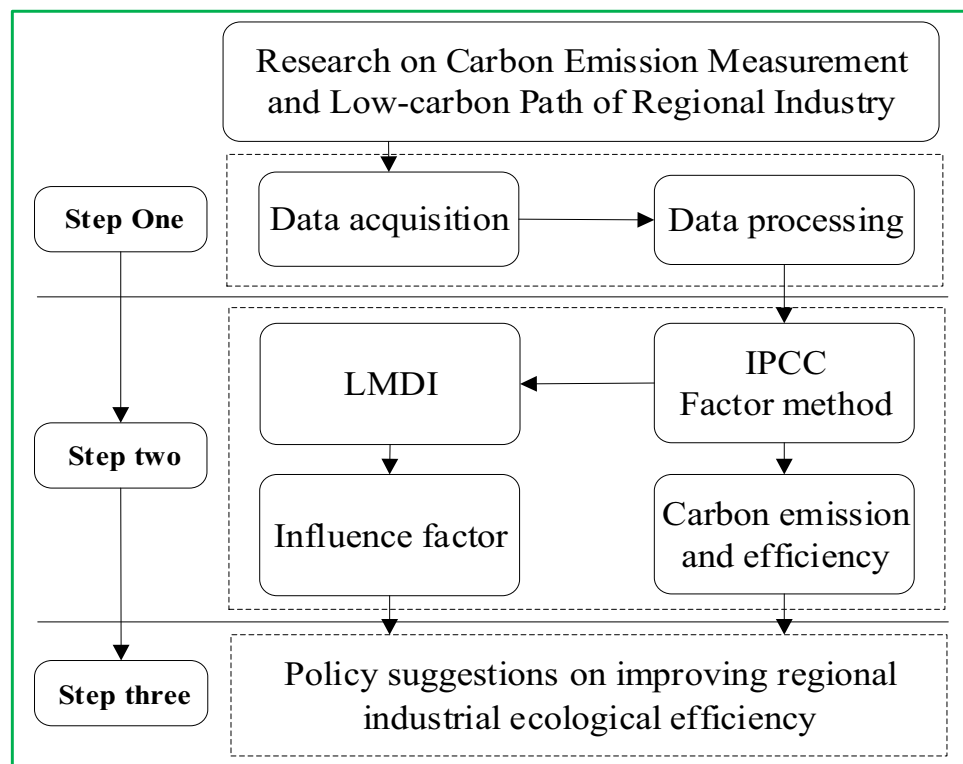 Research on Carbon Emission Measurement
and Low-carbon Path of Regional Industry
Step One
Data acquisition
Data processing
Step two
LMDI
IPCC
Factor method
Influence factor
Carbon emission
and efficiency
Step three
Policy suggestions on improving regional
industrial ecological efficiency